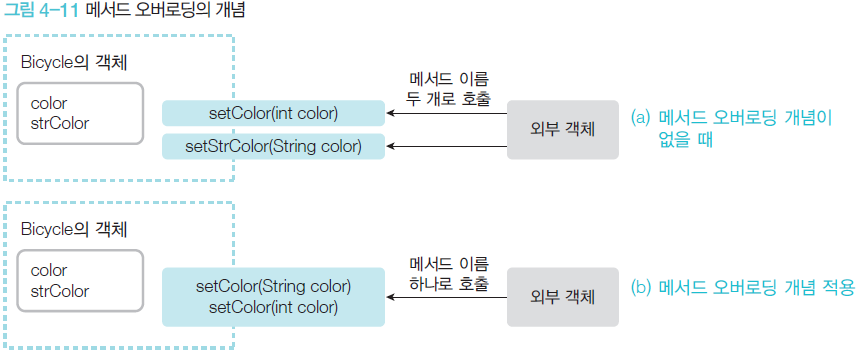 그림 4-11 메서드 오버로딩의 개념
Bicycle의 객체
color
strColor
setColor(int color)
setStrColor(String color)
메서드 이름
두 개로 호출
외부 객체
(a) 메서드 오버로딩 개념이
없을 때
Bicycle의 객체
color
strColor
setColor(String color)
setColor(int color)
메서드 이름
하나로 호출
외부 객체
(b) 메서드 오버로딩 개념 적용